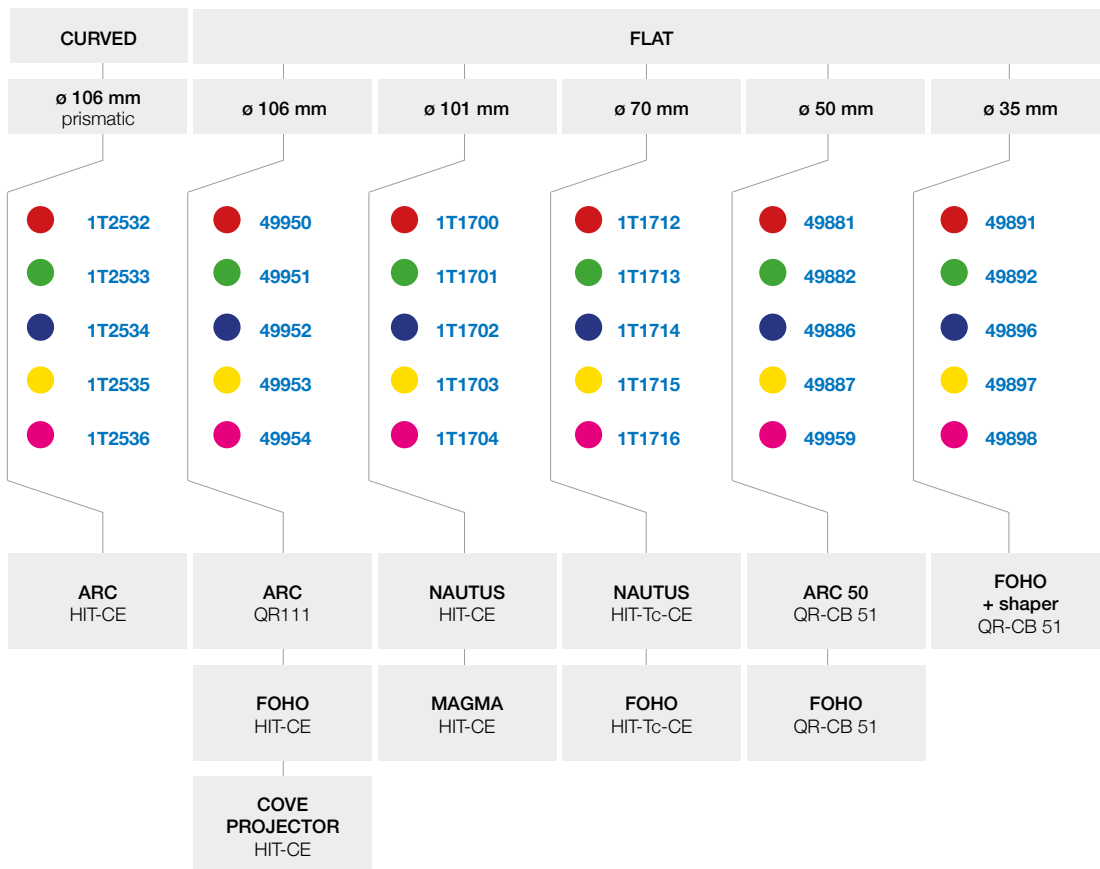 CURVED
FLAT
ø 106 mm
prismatic
ø 106 mm
ø 101 mm
ø 70 mm
ø 50 mm
ø 35 mm
1T2532
49950
1T1700
1T1712
49881
49891
1T2533
49951
1T1701
1T1713
49882
49892
1T2534
49952
1T1702
1T1714
49886
49896
1T2535
49953
1T1703
1T1715
49887
49897
1T2536
49954
1T1704
1T1716
49959
49898
ARC
HIT-CE
ARC
QR111
NAUTUS
HIT-CE
NAUTUS
HIT-Tc-CE
ARC 50
QR-CB 51
FOHO
+ shaper
QR-CB 51
FOHO
HIT-CE
MAGMA
HIT-CE
FOHO
HIT-Tc-CE
FOHO
QR-CB 51
COVE
PROJECTOR
HIT-CE